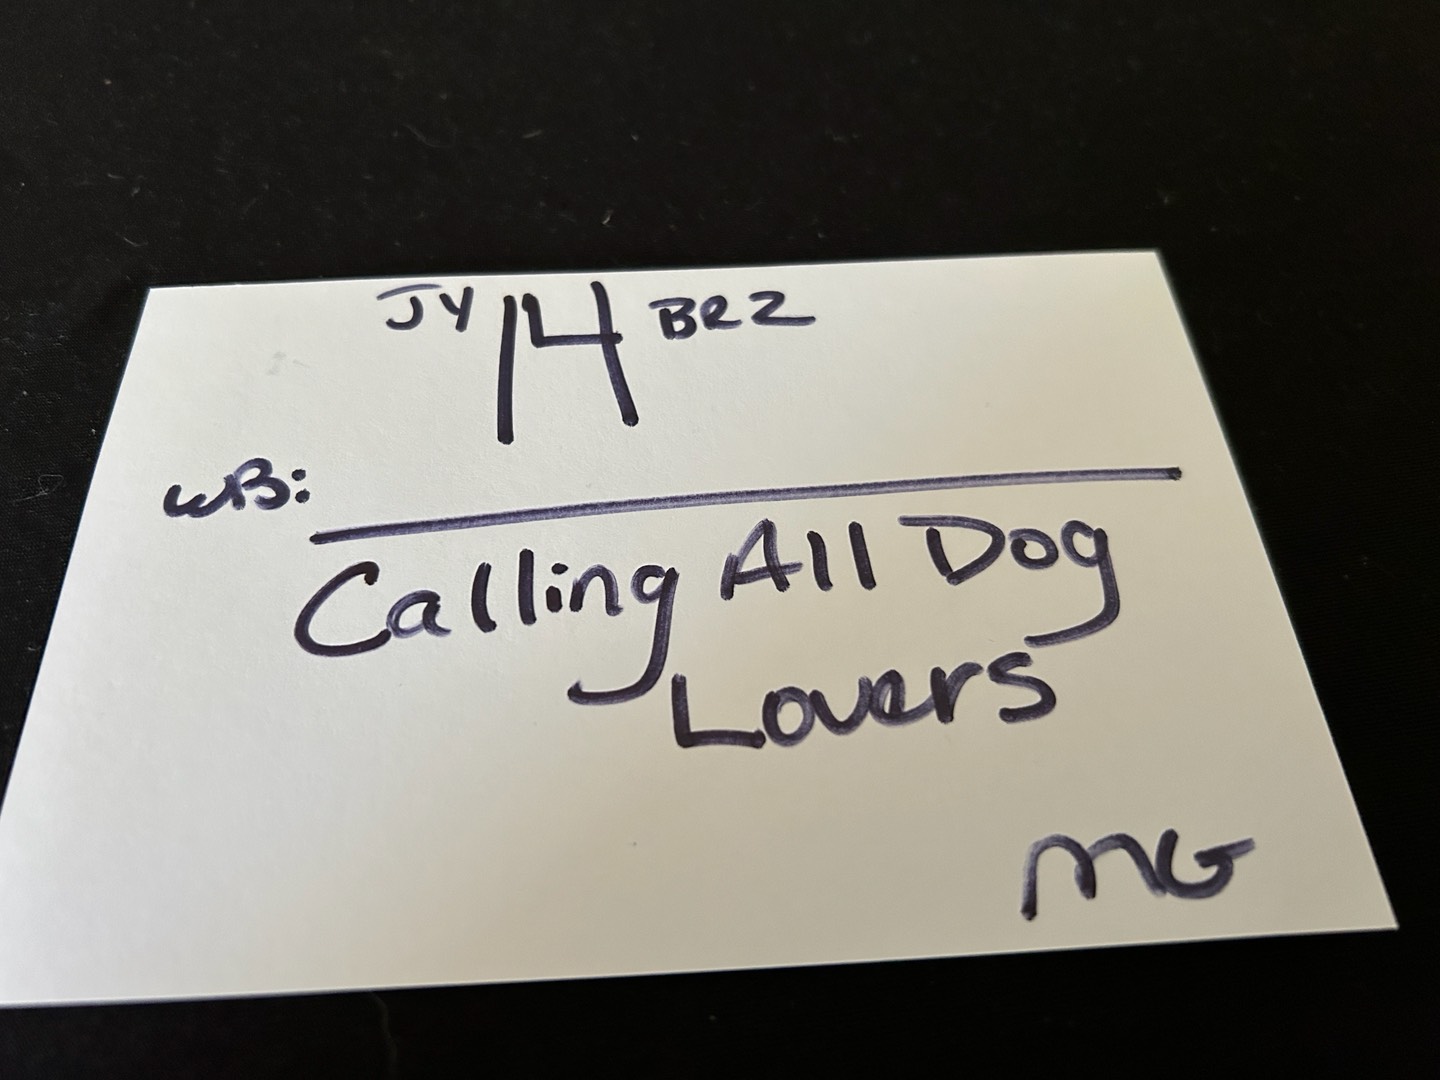 JY 14 BRZ
WB:
Calling All Dog
Lovers
MG